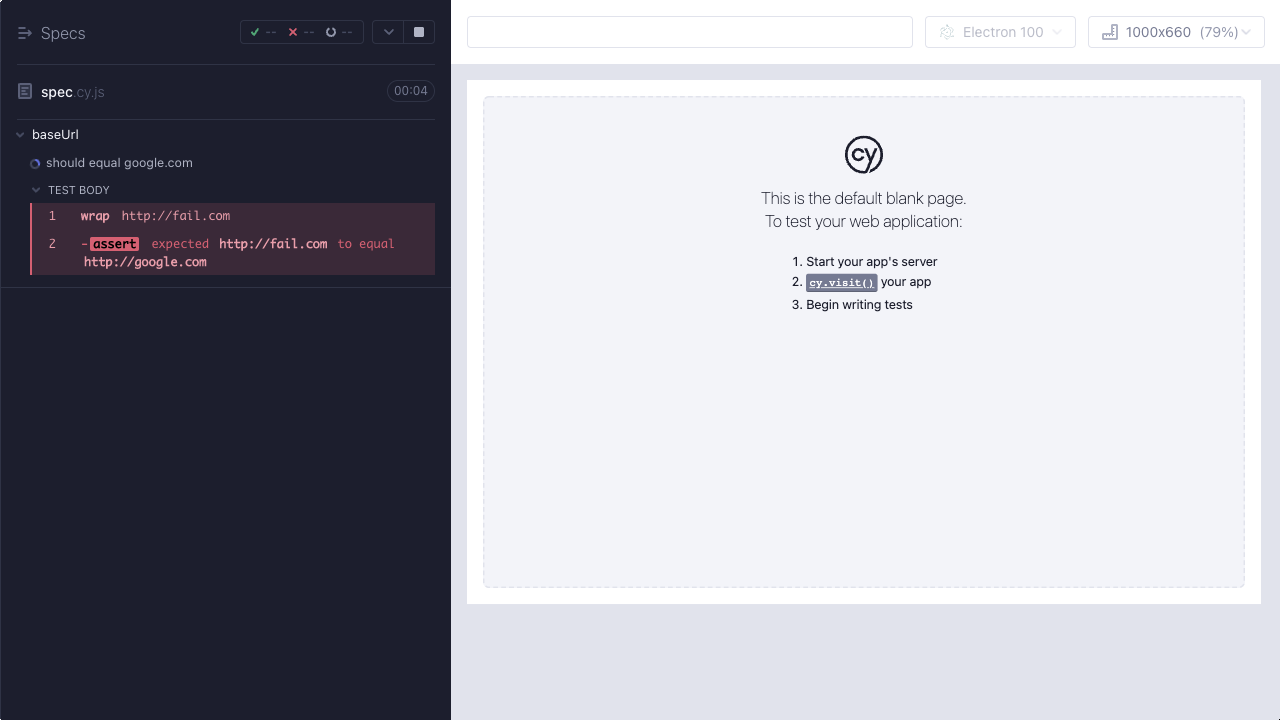 Specs -- -- --
spec.cy.js 00:04
baseUrl
should equal google.com
TEST BODY
1 wrap http://fail.com
2 -assert expected http://fail.com to equal
http://google.com
Electron 100 1000x660 (79%)
cy
This is the default blank page.
To test your web application:
1. Start your app's server
2. cy.visit() your app
3. Begin writing tests